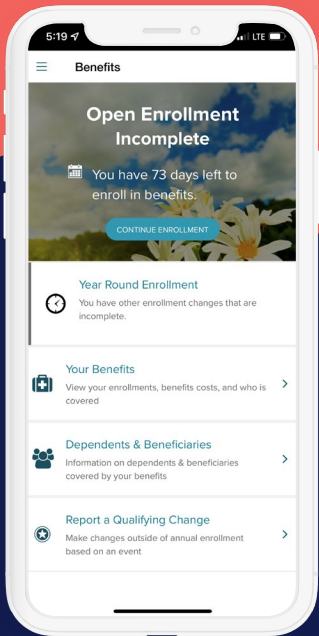 5:19
LTE
Benefits
Open Enrollment
Incomplete
You have 73 days left to
enroll in benefits.
CONTINUE ENROLLMENT
Year Round Enrollment
You have other enrollment changes that are
incomplete.
Your Benefits
View your enrollments, benefits costs, and who is
covered
Dependents & Beneficiaries
Information on dependents & beneficiaries
covered by your benefits
Report a Qualifying Change
Make changes outside of annual enrollment
based on an event